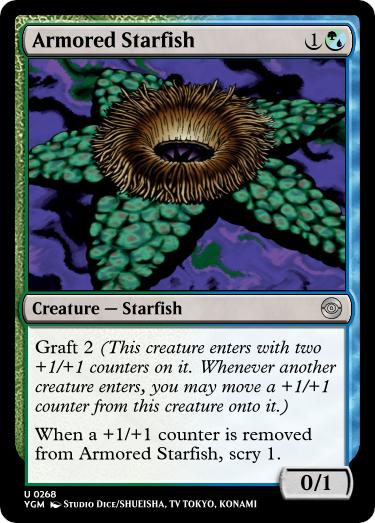 Armored Starfish 1
Creature — Starfish
Graft 2 (This creature enters with two
+1/+1 counters on it. Whenever another
creature enters, you may move a +1/+1
counter from this creature onto it.)
When a +1/+1 counter is removed
from Armored Starfish, scry 1.
0/1
U 0268
YGM Studio Dice/SHUEISHA, TV TOKYO, KONAMI